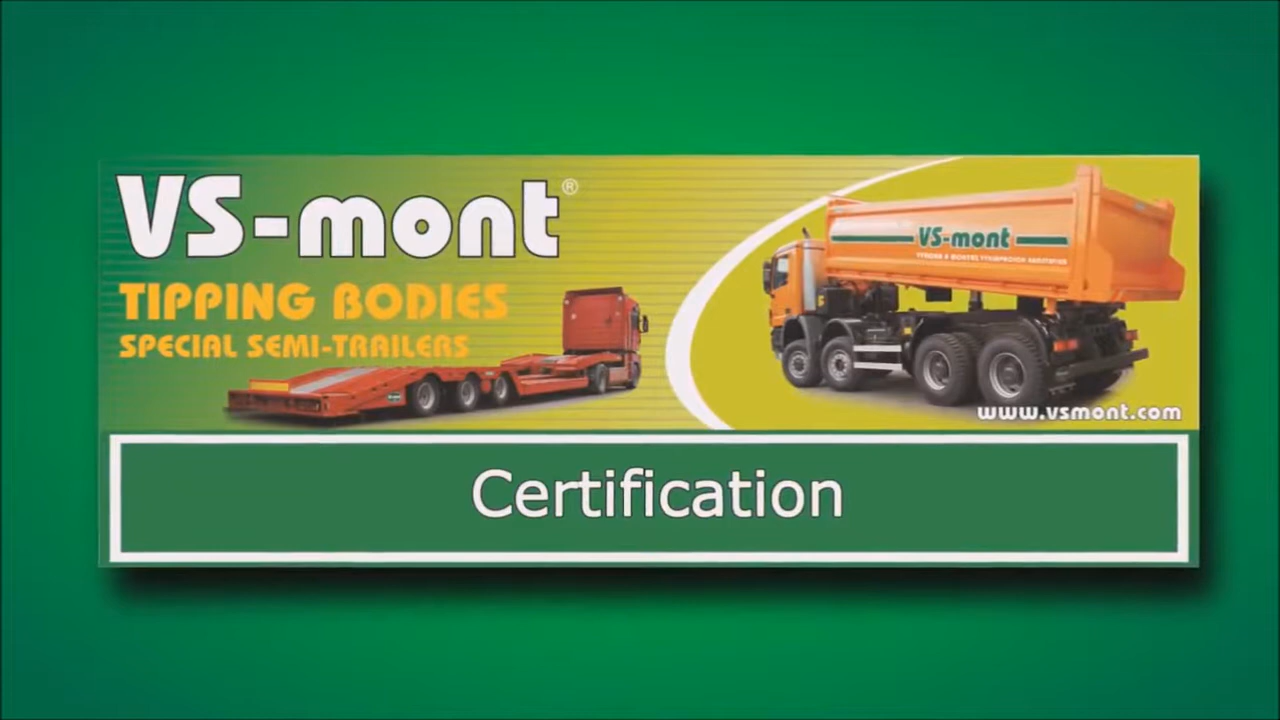 VS-mont®
TIPPING BODIES
SPECIAL SEMI-TRAILERS
VS-mont
www.vsmont.com
Certification